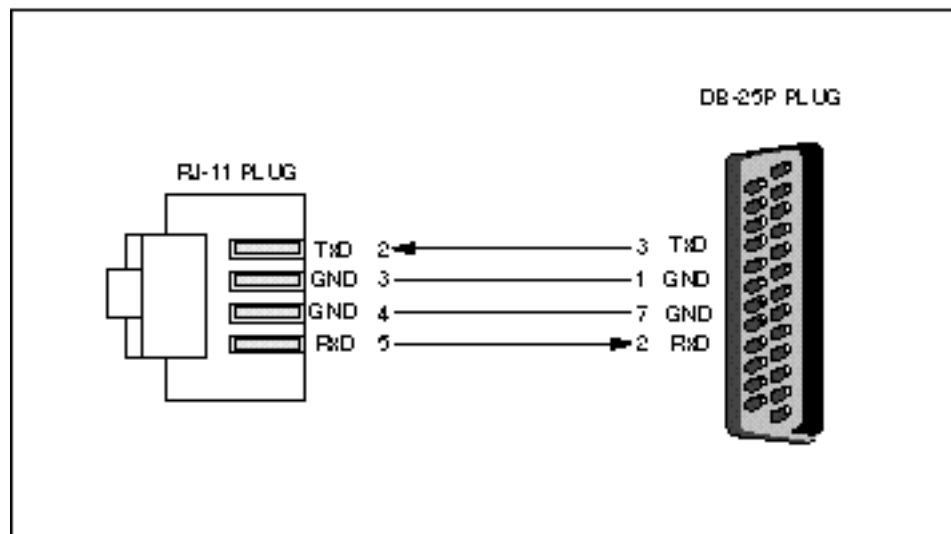 DB-25P PLUG
RJ-11 PLUG
TxD 2 3 TxD
GND 3 1 GND
GND 4 7 GND
RxD 5 2 RxD